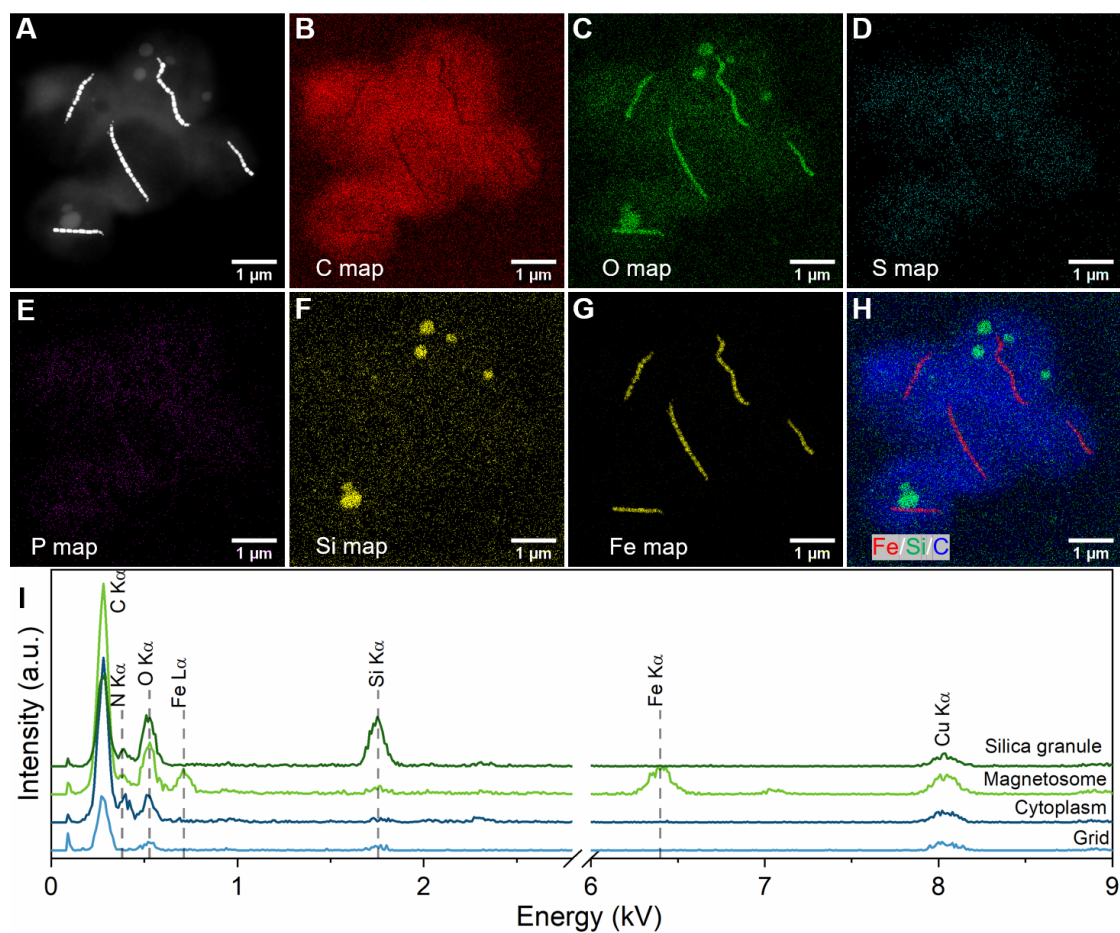 A
1 μm
B
C map
1 μm
C
O map
1 μm
D
S map
1 μm
E
P map
1 μm
F
Si map
1 μm
G
Fe map
1 μm
H
Fe/Si/C
1 μm
I
Intensity (a.u.)
C Kα
N Kα
O Kα
Fe Lα
Si Kα
Fe Kα
Cu Kα
Silica granule
Magnetosome
Cytoplasm
Grid
0 1 2 6 7 8 9
Energy (kV)